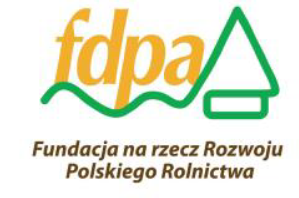 fdpa
Fundacja na rzecz Rozwoju
Polskiego Rolnictwa